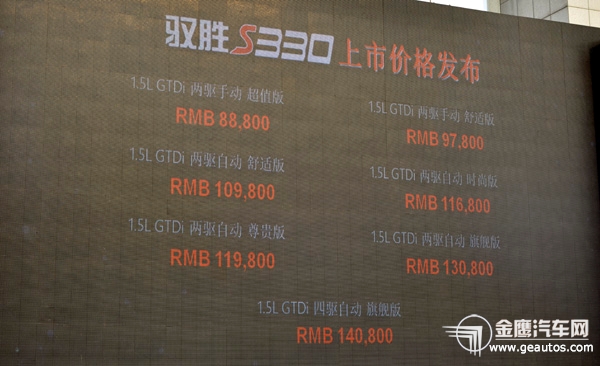 驭胜S330上市价格发布
1.5L GTDi 两驱手动 超值版
RMB 88,800
1.5L GTDi 两驱手动 舒适版
RMB 97,800
1.5L GTDi 两驱自动 舒适版
RMB 109,800
1.5L GTDi 两驱自动 时尚版
RMB 116,800
1.5L GTDi 两驱自动 尊贵版
RMB 119,800
1.5L GTDi 两驱自动 旗舰版
RMB 130,800
1.5L GTDi 四驱自动 旗舰版
RMB 140,800
金鹰汽车网
www.geautos.com